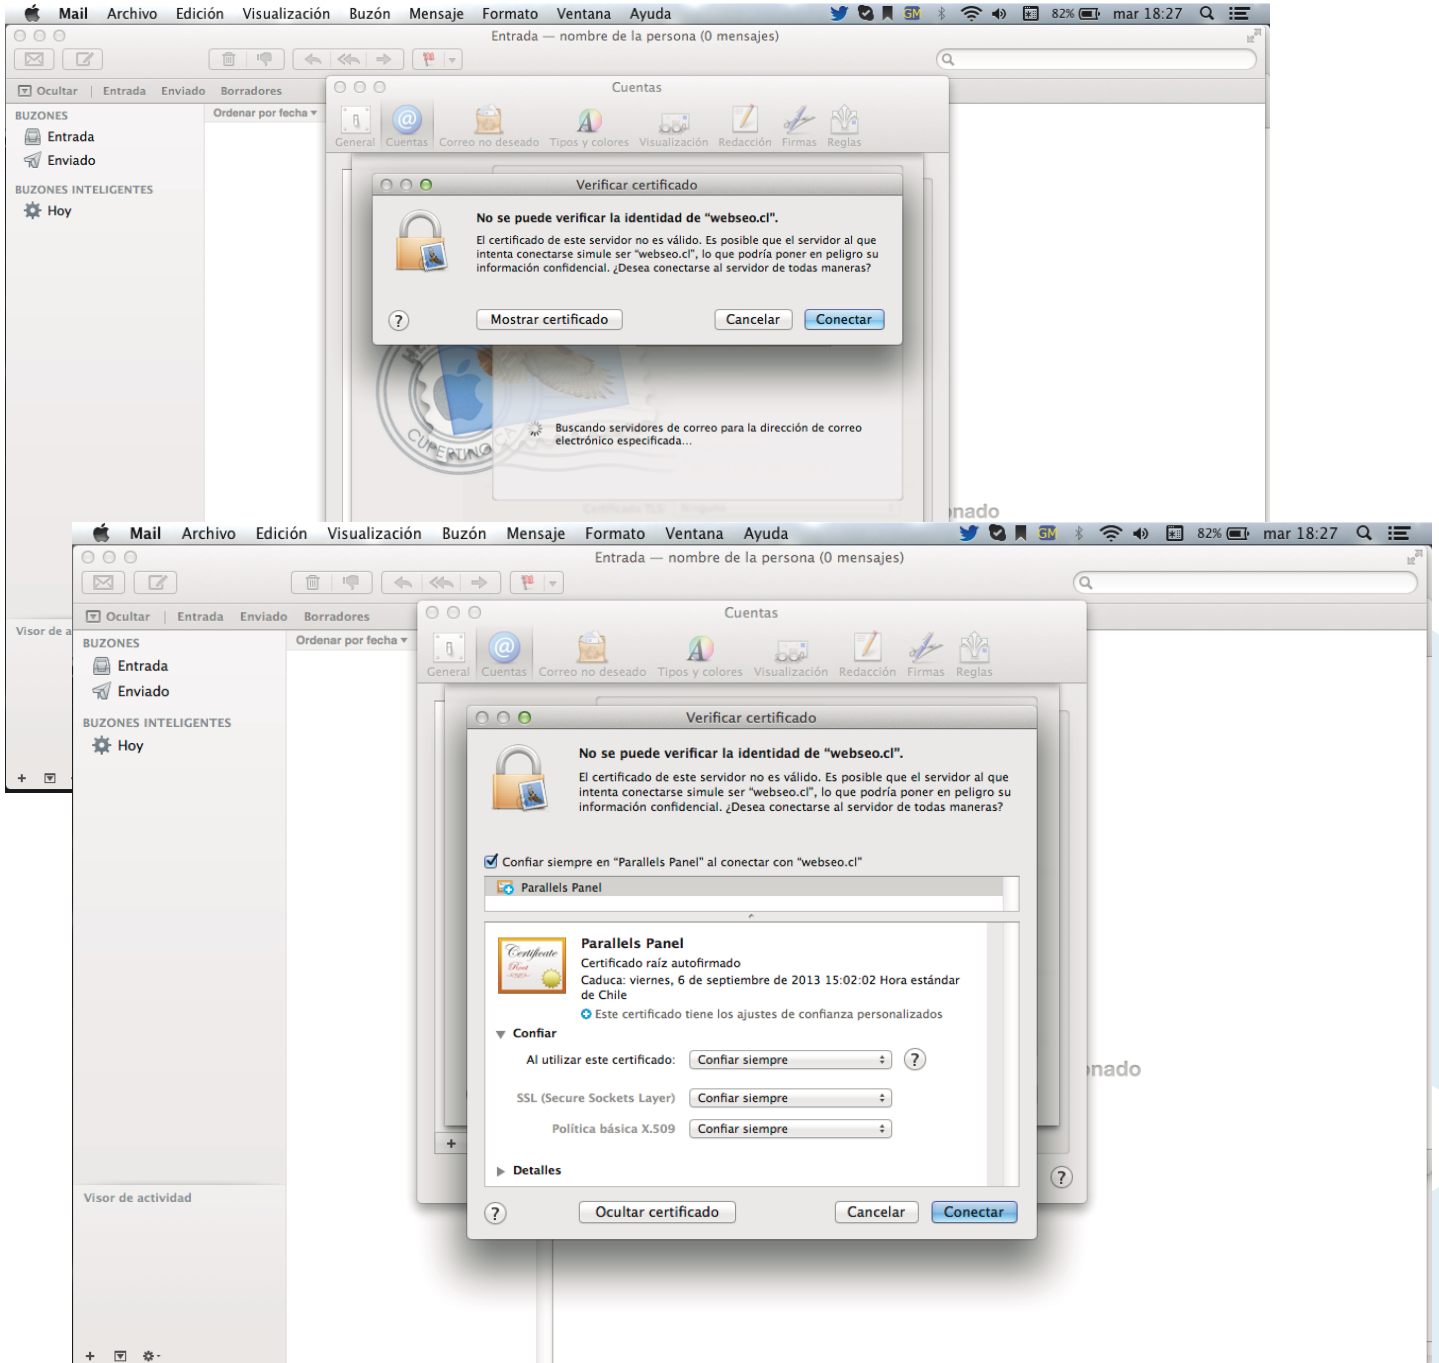 Mail Archivo Edición Visualización Buzón Mensaje Formato Ventana Ayuda GM 82% mar 18:27
Entrada — nombre de la persona (0 mensajes)
Ocultar Entrada Enviado Borradores
BUZONES
Entrada
Enviado
BUZONES INTELIGENTES
Hoy
Ordenar por fecha
Cuentas
General Cuentas Correo no deseado Tipos y colores Visualización Redacción Firmas Reglas
Verificar certificado
No se puede verificar la identidad de “webseo.cl”.
El certificado de este servidor no es válido. Es posible que el servidor al que
intenta conectarse simule ser “webseo.cl”, lo que podría poner en peligro su
información confidencial. ¿Desea conectarse al servidor de todas maneras?
? Mostrar certificado Cancelar Conectar
CUPERTINO
Buscando servidores de correo para la dirección de correo
electrónico especificada...
Certificado TLS: Ninguno
onado
Visor de a
Mail Archivo Edición Visualización Buzón Mensaje Formato Ventana Ayuda GM 82% mar 18:27
Entrada — nombre de la persona (0 mensajes)
Ocultar Entrada Enviado Borradores
BUZONES
Entrada
Enviado
BUZONES INTELIGENTES
Hoy
Ordenar por fecha
Cuentas
General Cuentas Correo no deseado Tipos y colores Visualización Redacción Firmas Reglas
Verificar certificado
No se puede verificar la identidad de “webseo.cl”.
El certificado de este servidor no es válido. Es posible que el servidor al que
intenta conectarse simule ser “webseo.cl”, lo que podría poner en peligro su
información confidencial. ¿Desea conectarse al servidor de todas maneras?
Confiar siempre en “Parallels Panel” al conectar con “webseo.cl”
Parallels Panel
Certificate
Root
Parallels Panel
Certificado raíz autofirmado
Caduca: viernes, 6 de septiembre de 2013 15:02:02 Hora estándar
de Chile
Este certificado tiene los ajustes de confianza personalizados
Confiar
Al utilizar este certificado: Confiar siempre ?
SSL (Secure Sockets Layer) Confiar siempre
Política básica X.509 Confiar siempre
Detalles
? Ocultar certificado Cancelar Conectar
?
onado
Visor de actividad